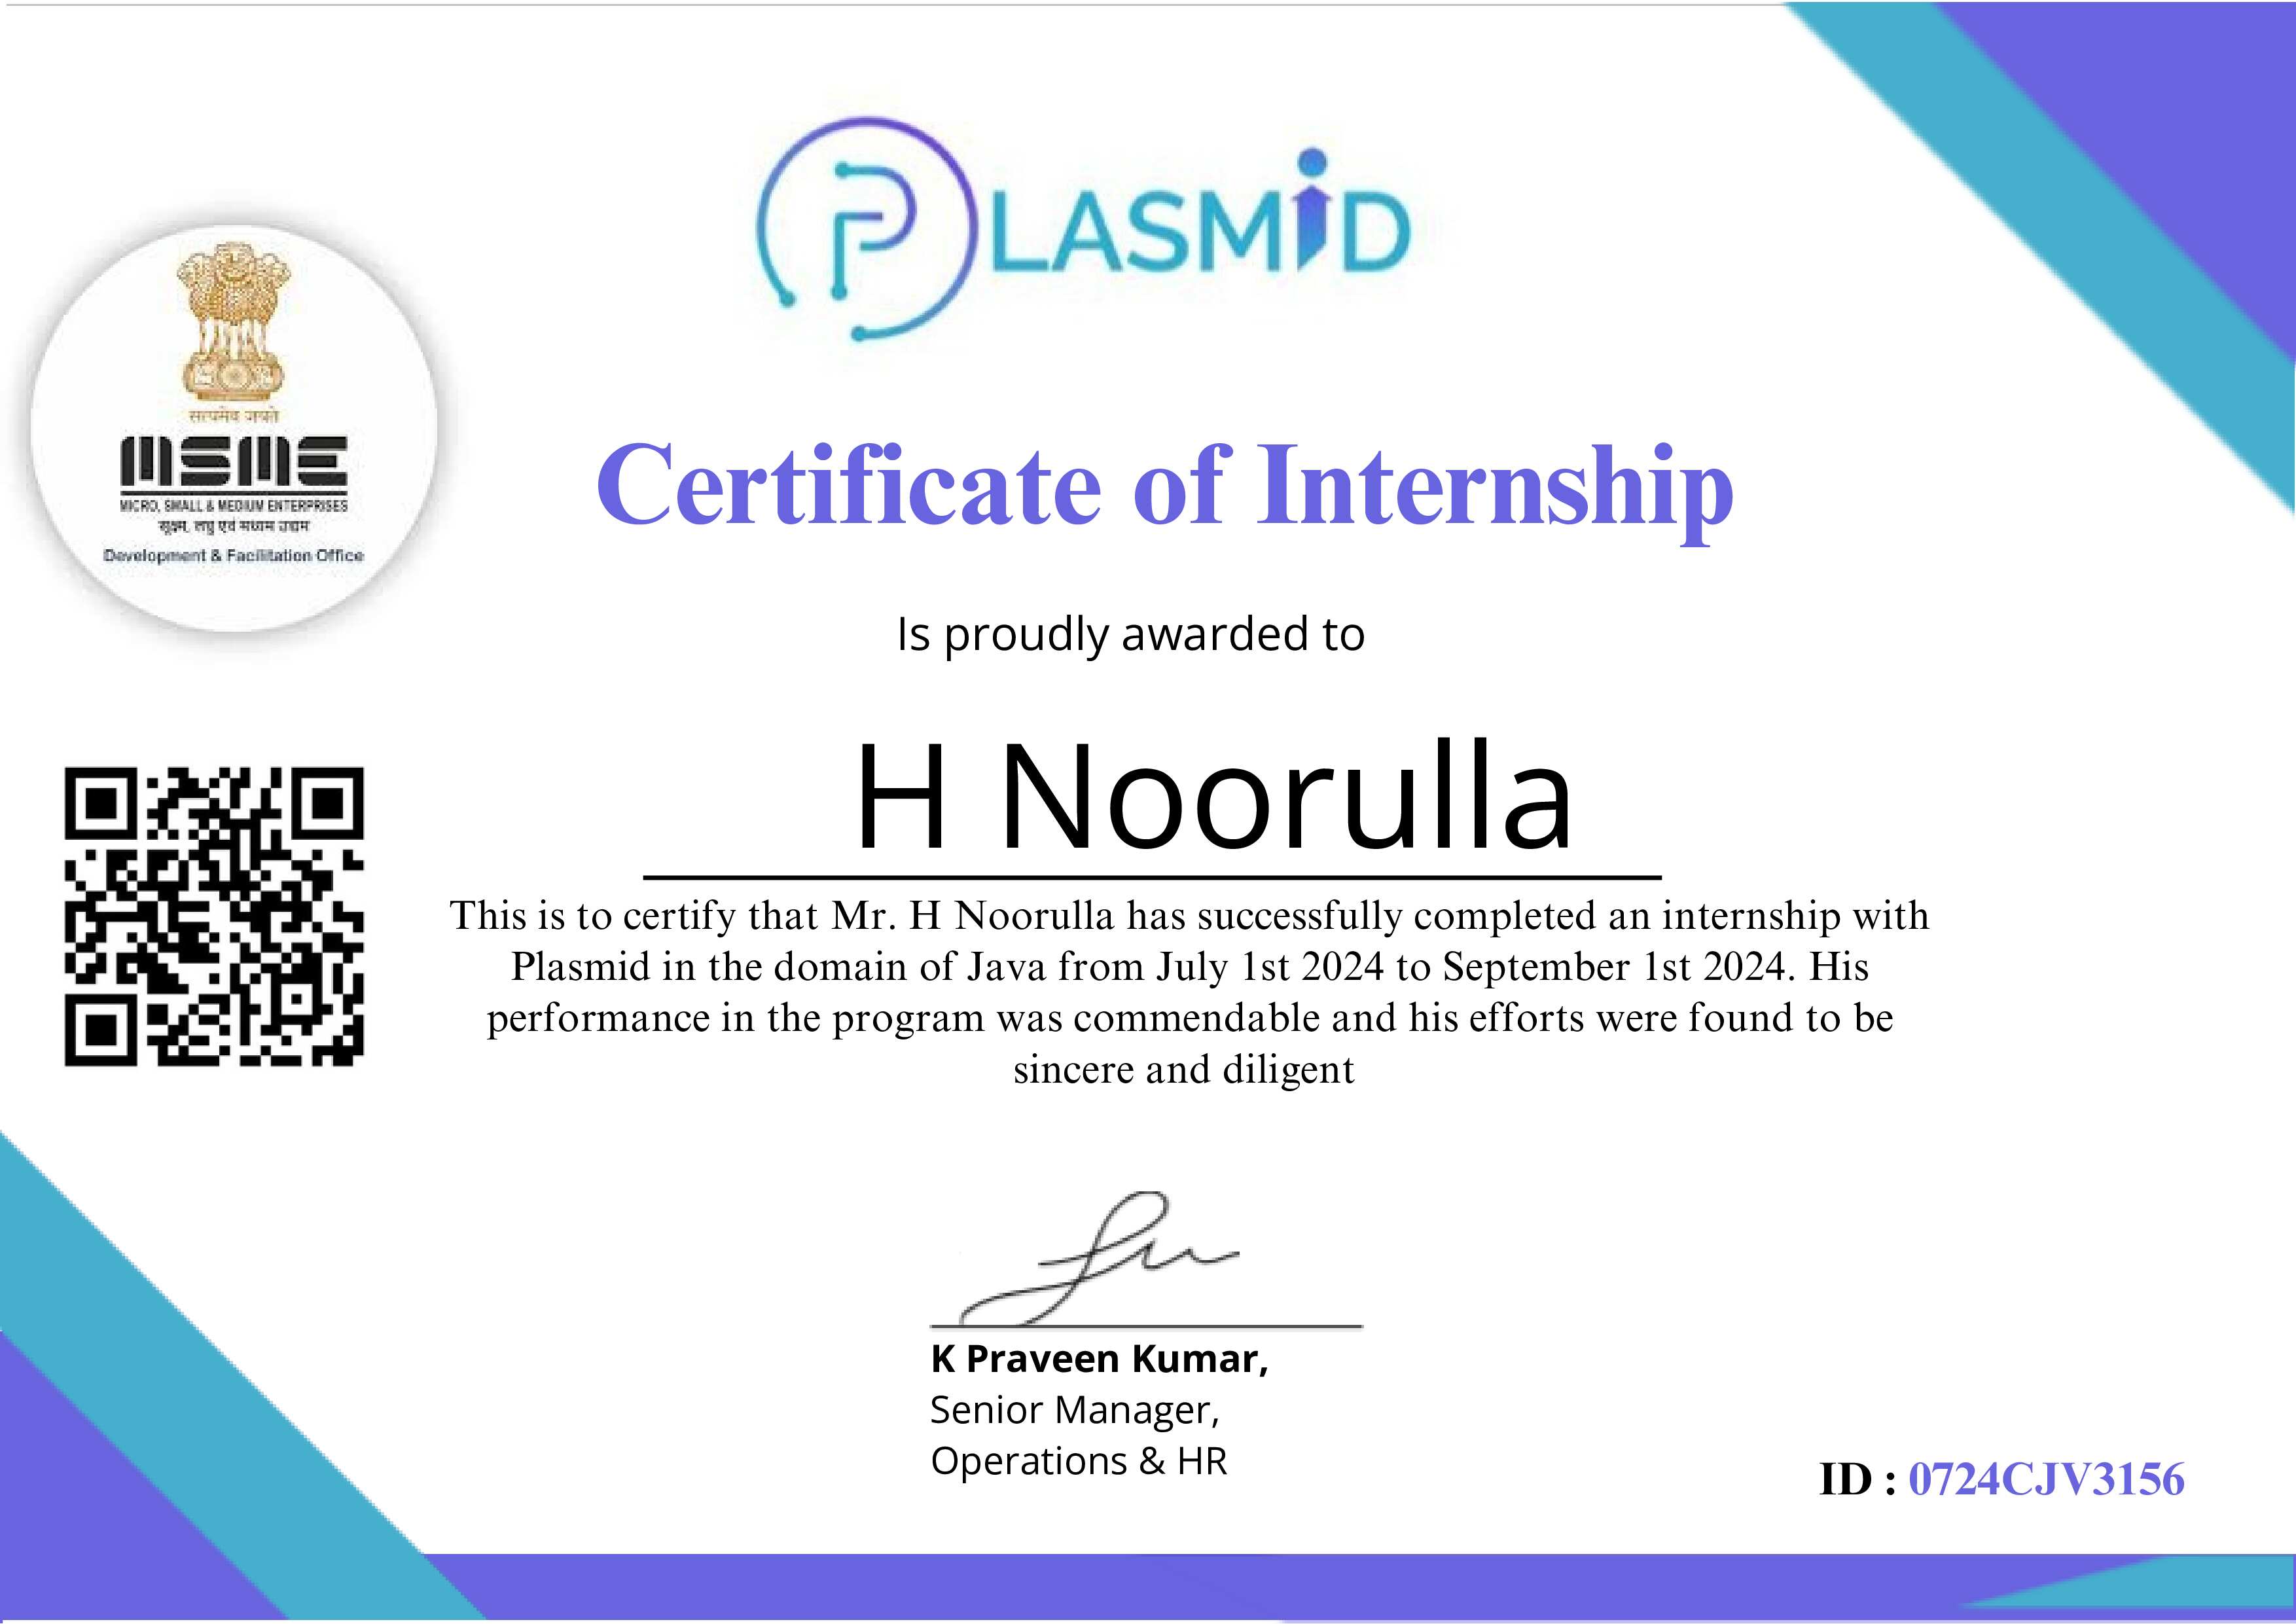 PLASMiD
सत्यमेव जयते
MSME
MICRO, SMALL & MEDIUM ENTERPRISES
सूक्ष्म, लघु एवं मध्यम उद्यम
Development & Facilitation Office
Certificate of Internship
Is proudly awarded to
H Noorulla
This is to certify that Mr. H Noorulla has successfully completed an internship with
Plasmid in the domain of Java from July 1st 2024 to September 1st 2024. His
performance in the program was commendable and his efforts were found to be
sincere and diligent
K Praveen Kumar,
Senior Manager,
Operations & HR
ID : 0724CJV3156